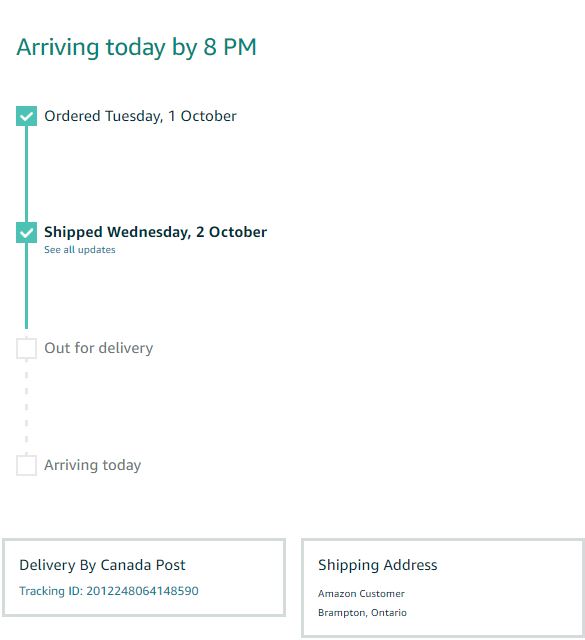 Arriving today by 8 PM
Ordered Tuesday, 1 October
Shipped Wednesday, 2 October
See all updates
Out for delivery
Arriving today
Delivery By Canada Post
Tracking ID: 2012248064148590
Shipping Address
Amazon Customer
Brampton, Ontario